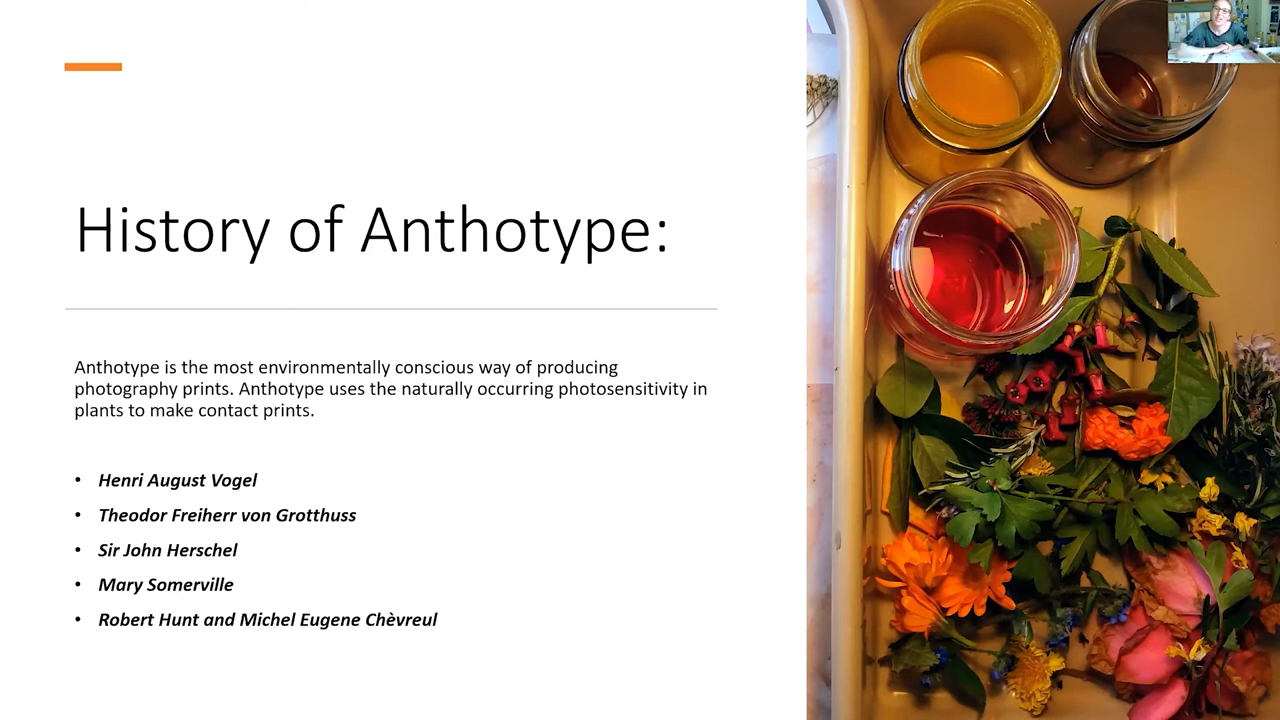 History of Anthotype:
Anthotype is the most environmentally conscious way of producing
photography prints. Anthotype uses the naturally occurring photosensitivity in
plants to make contact prints.
• Henri August Vogel
• Theodor Freiherr von Grotthuss
• Sir John Herschel
• Mary Somerville
• Robert Hunt and Michel Eugene Chèvreul